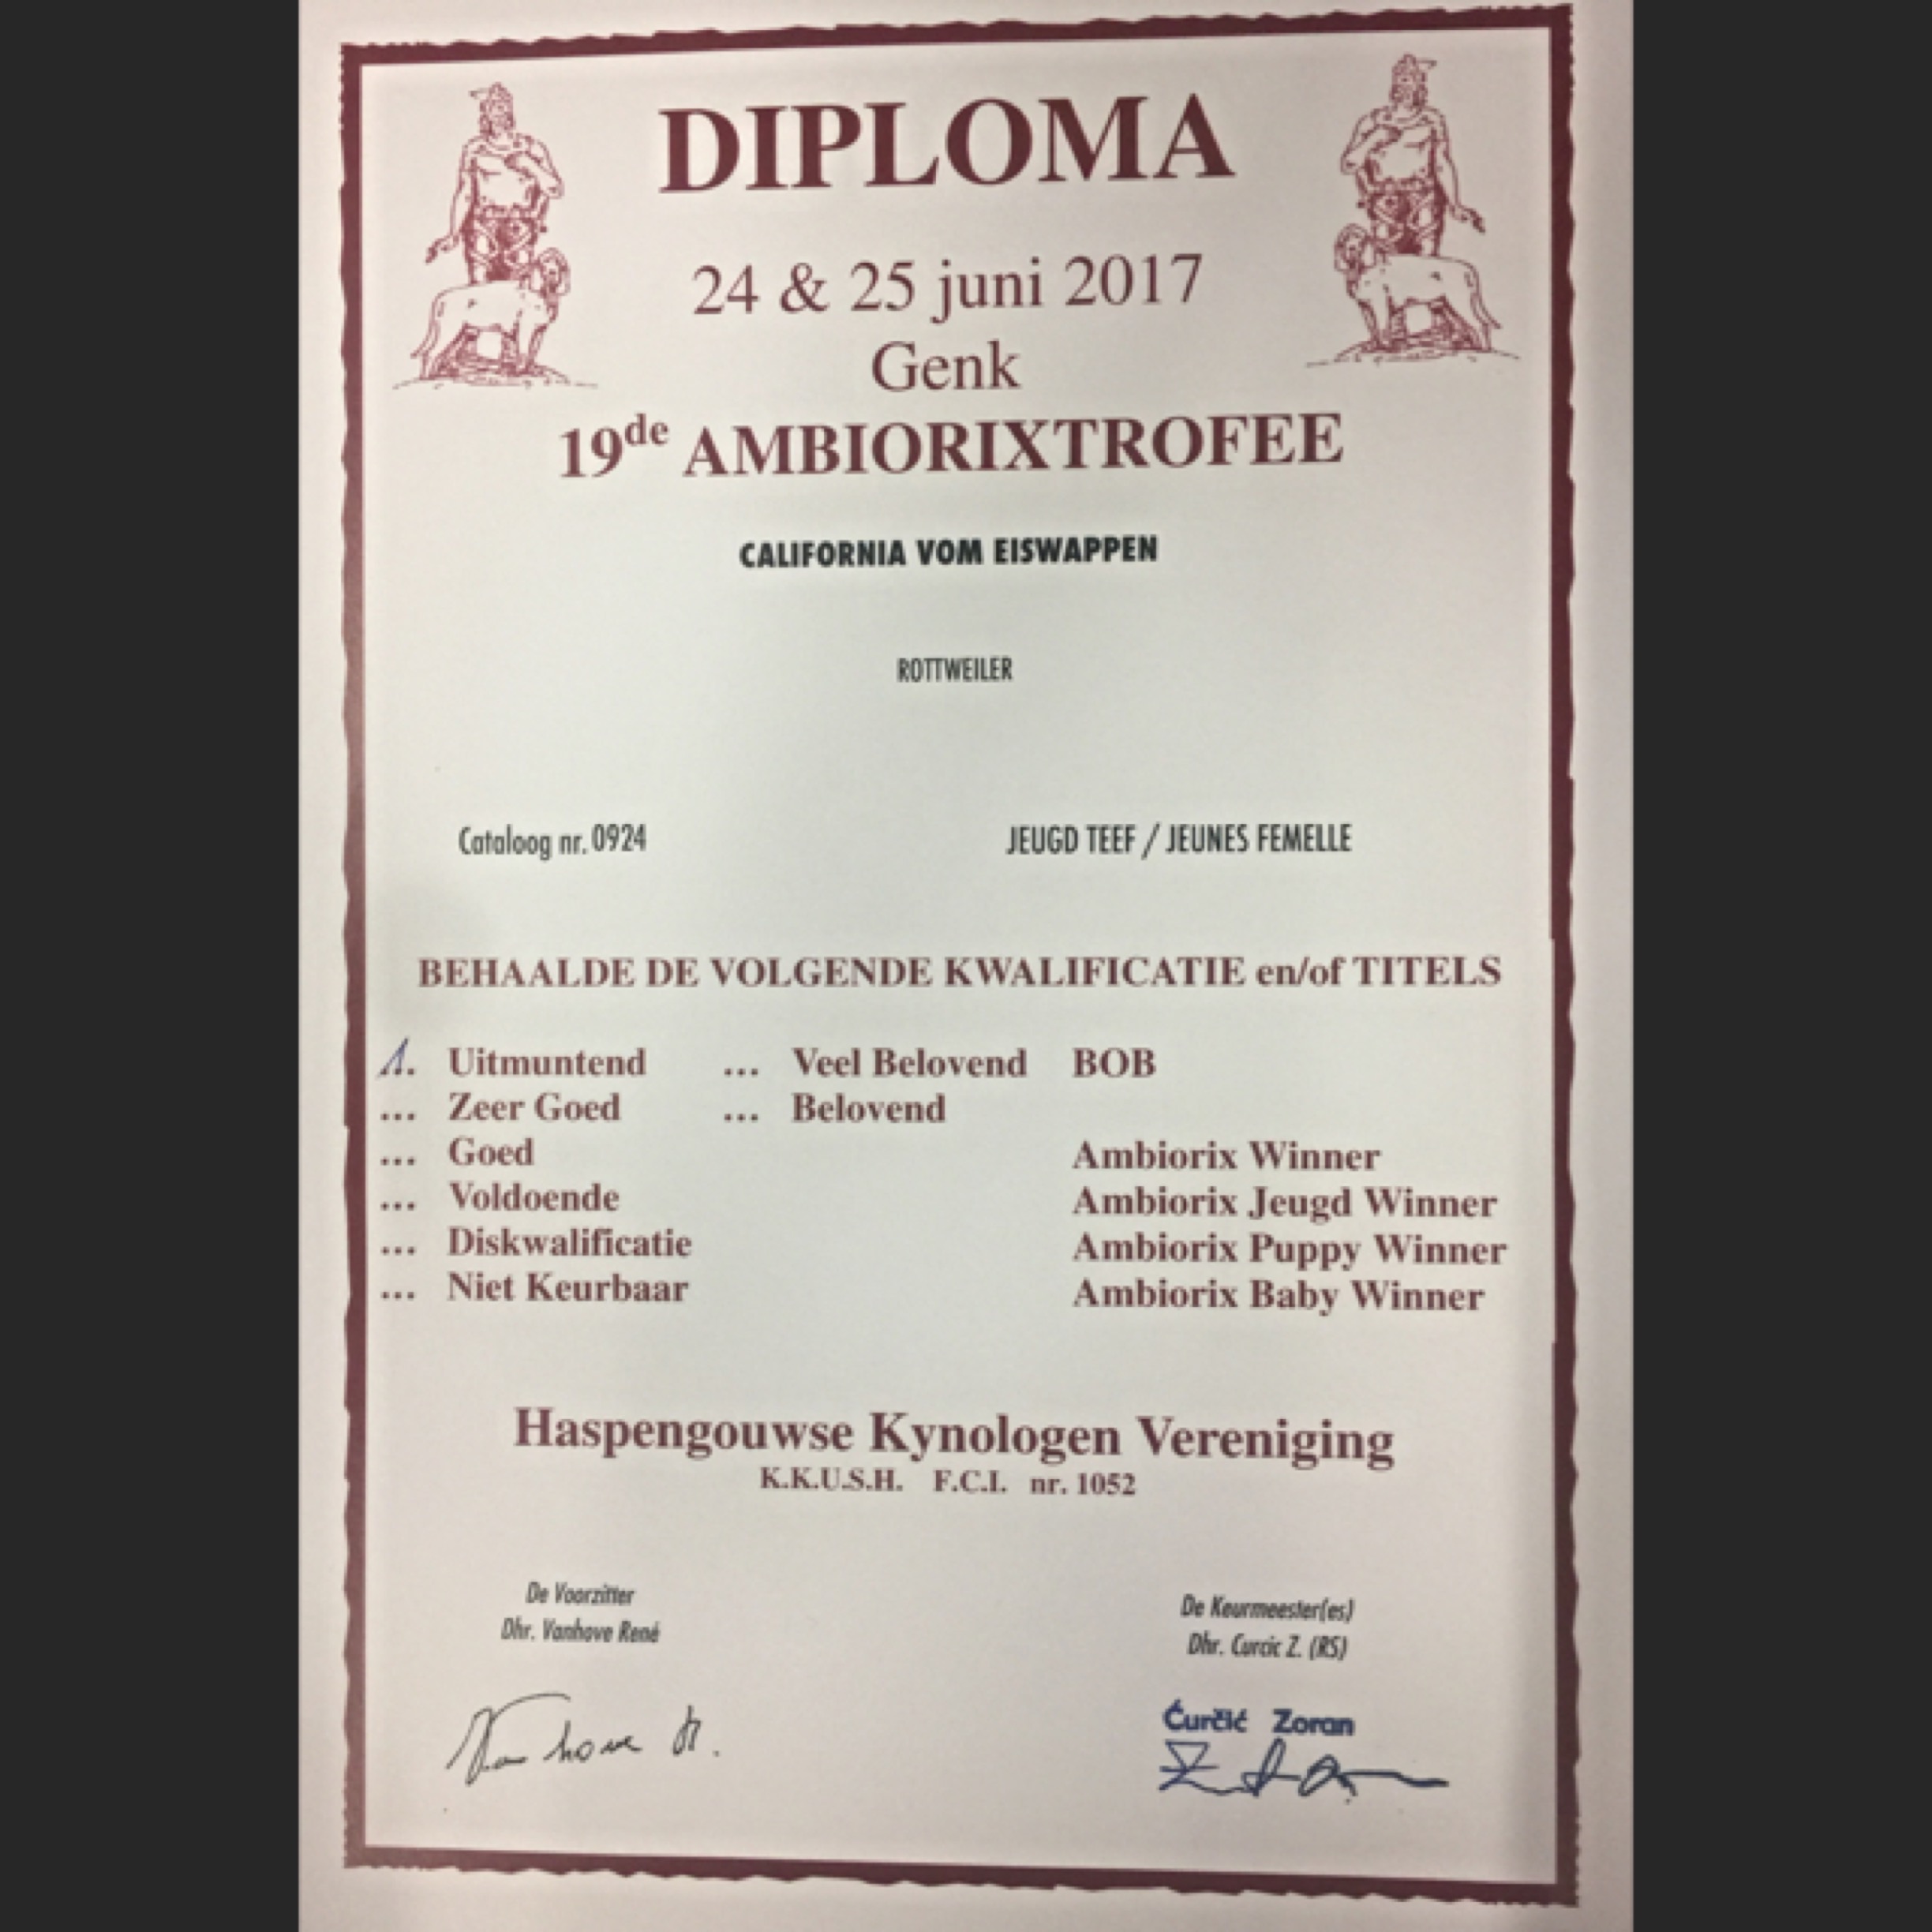 DIPLOMA
24 & 25 juni 2017
Genk
19de AMBIORIXTROFEE
CALIFORNIA VOM EISWAPPEN
ROTTWEILER
Cataloog nr. 0924 JEUGD TEEF / JEUNES FEMELLE
BEHAALDE DE VOLGENDE KWALIFICATIE en/of TITELS
1. Uitmuntend ... Veel Belovend BOB
... Zeer Goed ... Belovend
... Goed Ambiorix Winner
... Voldoende Ambiorix Jeugd Winner
... Diskwalificatie Ambiorix Puppy Winner
... Niet Keurbaar Ambiorix Baby Winner
Haspengouwse Kynologen Vereniging
K.K.U.S.H. F.C.I. nr. 1052
De Voorzitter De Keurmeester(es)
Dhr. Vanhove René Dhr. Curcic Z. (RS)
Ćurčić Zoran